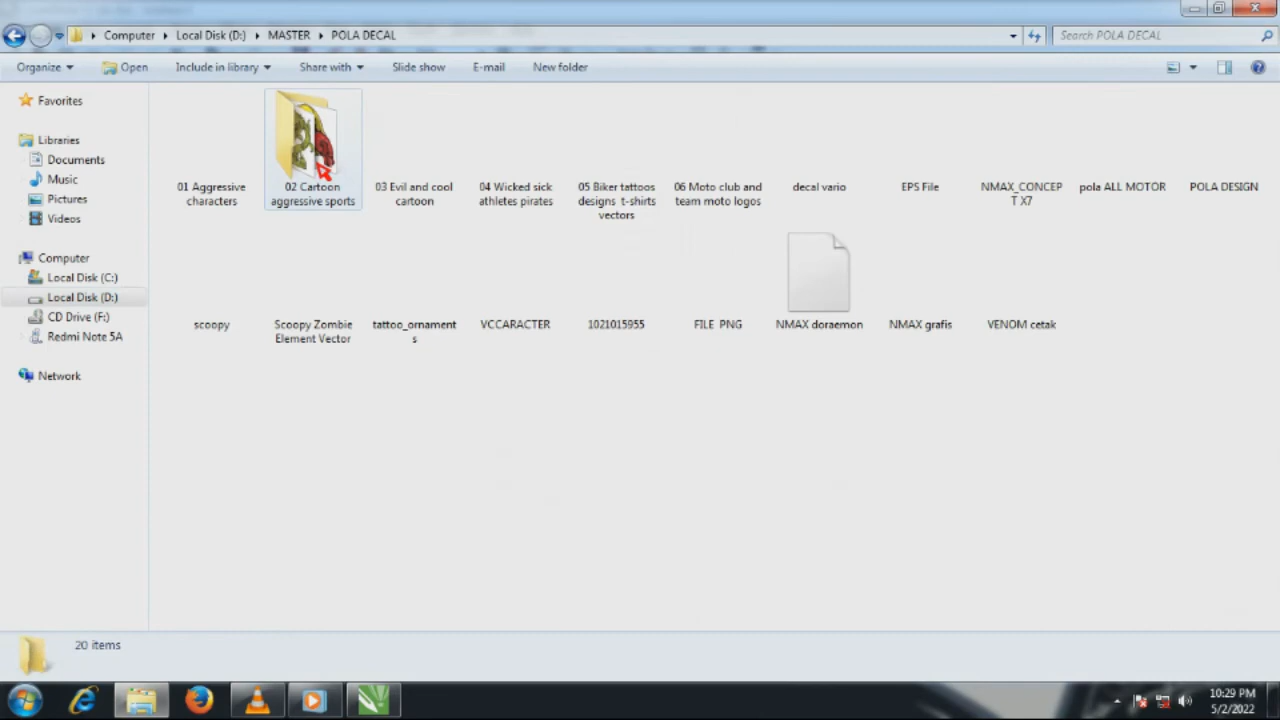 Computer Local Disk (D:) MASTER POLA DECAL
Search POLA DECAL
Organize Open Include in library Share with Slide show E-mail New folder
Favorites
Libraries
Documents
Music
Pictures
Videos
Computer
Local Disk (C:)
Local Disk (D:)
CD Drive (F:)
Redmi Note 5A
Network
01 Aggressive
characters
02 Cartoon
aggressive sports
03 Evil and cool
cartoon
04 Wicked sick
athletes pirates
05 Biker tattoos
designs t-shirts
vectors
06 Moto club and
team moto logos
decal vario
EPS File
NMAX_CONCEP
T X7
pola ALL MOTOR
POLA DESIGN
scoopy
Scoopy Zombie
Element Vector
tattoo_ornament
s
VCCARACTER
1021015955
FILE PNG
NMAX doraemon
NMAX grafis
VENOM cetak
20 items
10:29 PM
5/2/2022